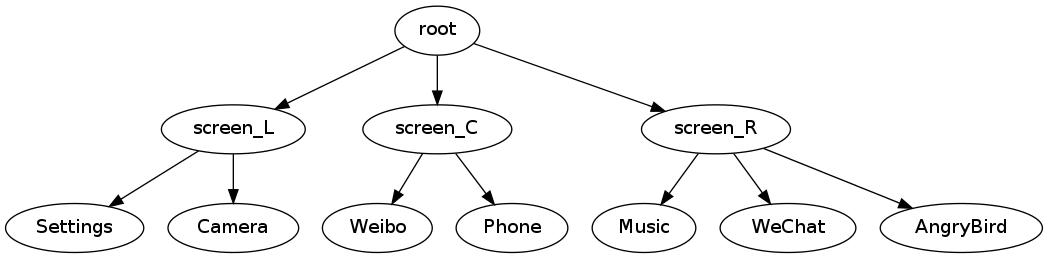 root
screen_L
screen_C
screen_R
Settings
Camera
Weibo
Phone
Music
WeChat
AngryBird